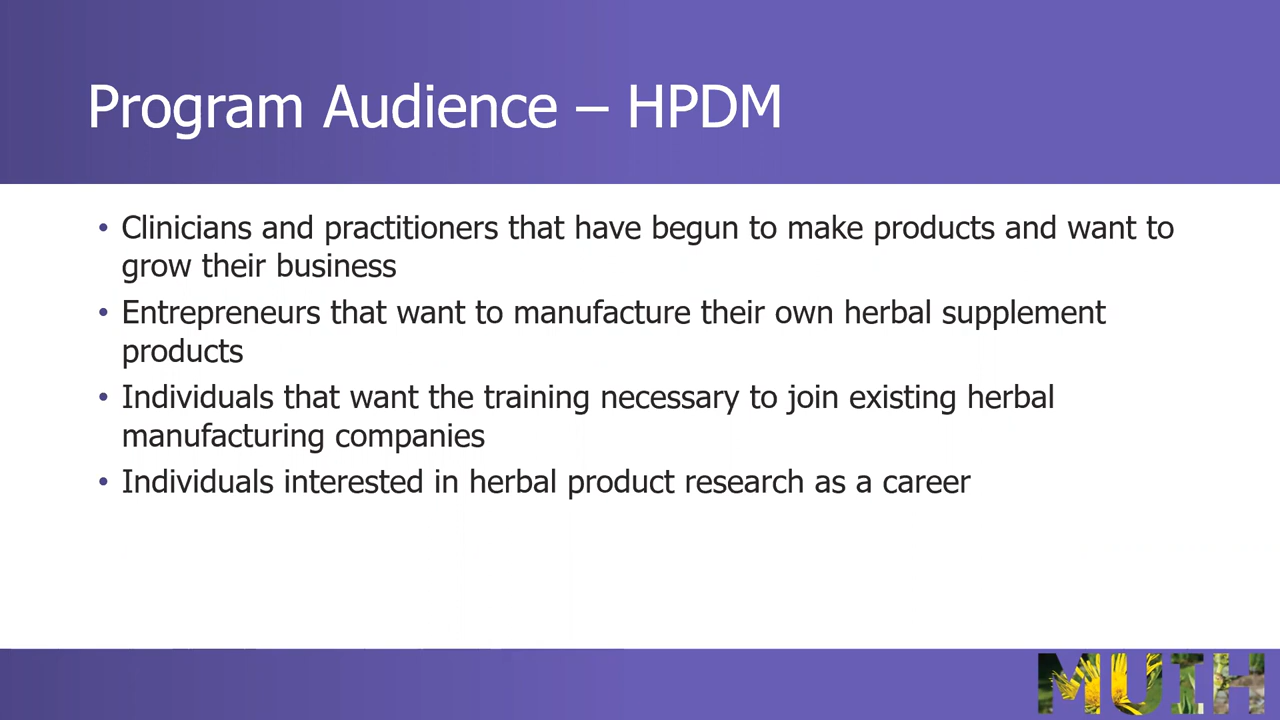 Program Audience – HPDM
• Clinicians and practitioners that have begun to make products and want to
grow their business
• Entrepreneurs that want to manufacture their own herbal supplement
products
• Individuals that want the training necessary to join existing herbal
manufacturing companies
• Individuals interested in herbal product research as a career
MUIH